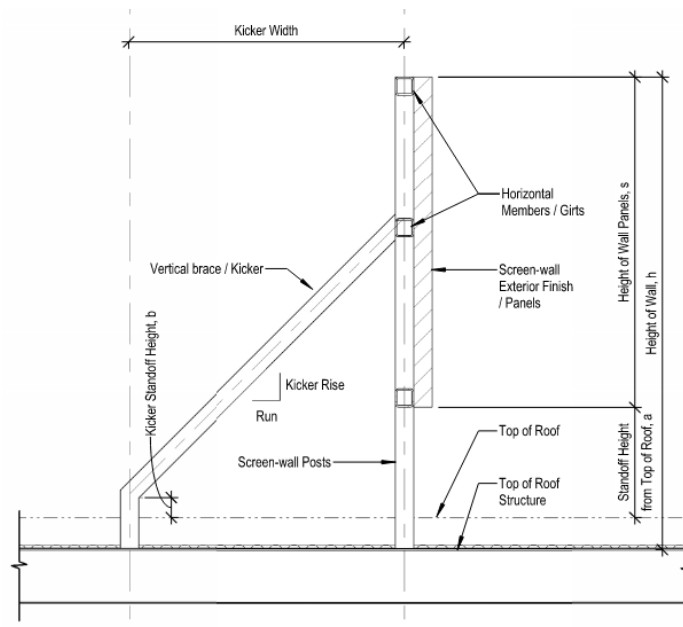 Kicker Width
Horizontal
Members / Girts
Height of Wall Panels, s
Height of Wall, h
Vertical brace / Kicker
Screen-wall
Exterior Finish
/ Panels
Kicker Standoff Height, b
Kicker Rise
Run
Top of Roof
Screen-wall Posts
Top of Roof
Structure
Standoff Height
from Top of Roof, a